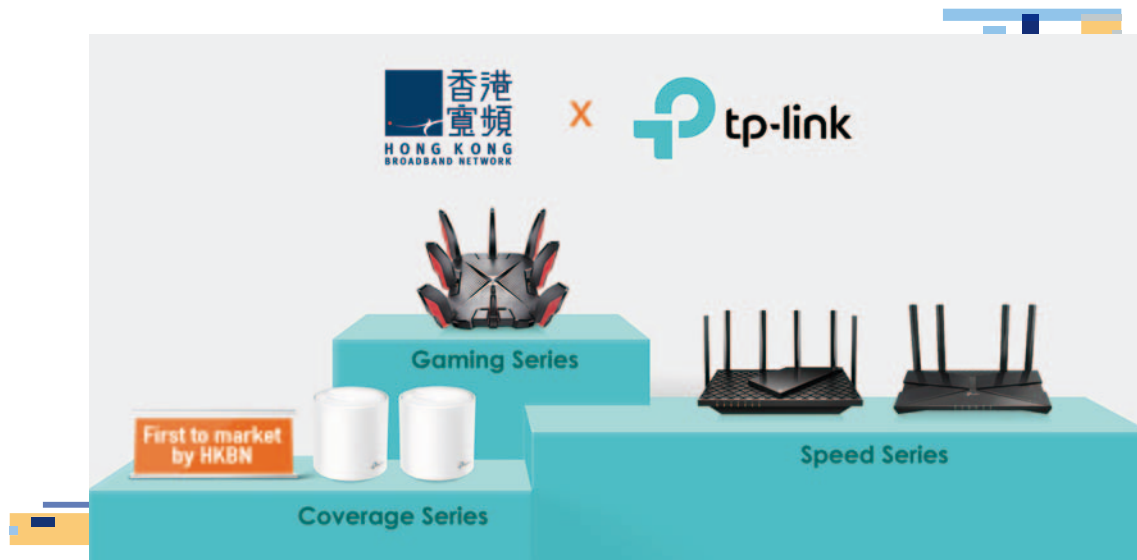 香港
寬頻
HONG KONG
BROADBAND NETWORK
X
tp-link
Gaming Series
First to market
by HKBN
Speed Series
Coverage Series